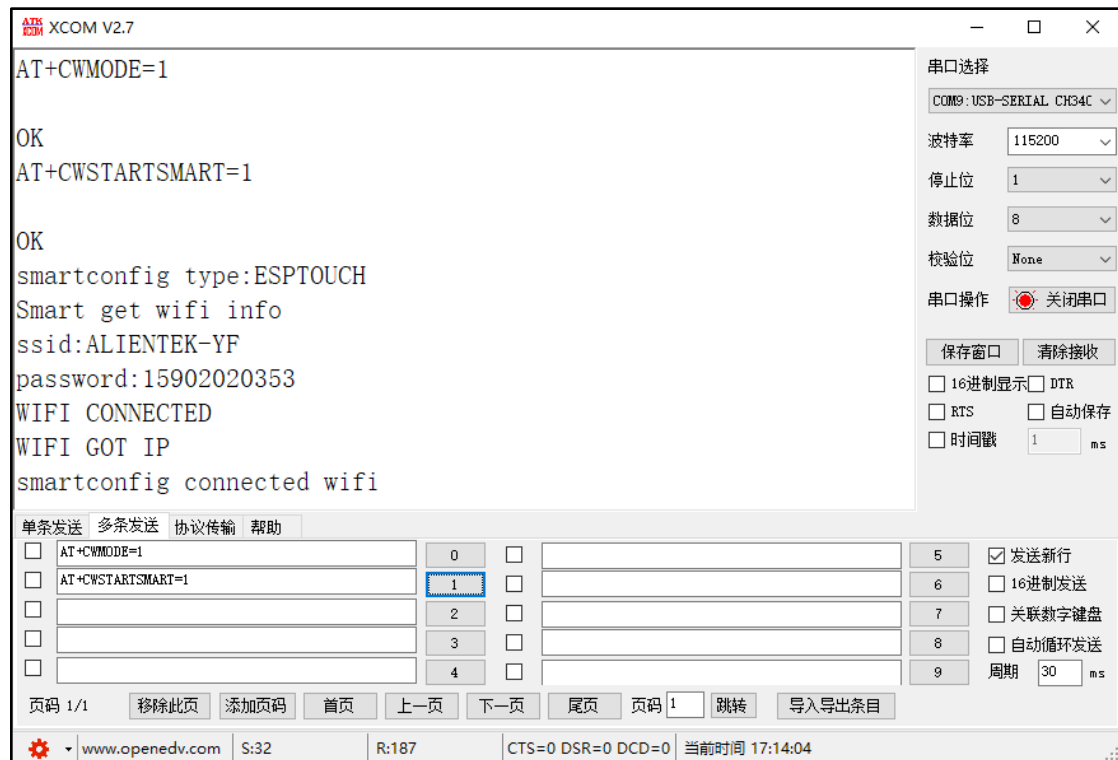 ATK XCOM XCOM V2.7
AT+CWMODE=1
OK
AT+CWSTARTSMART=1
OK
smartconfig type:ESPTOUCH
Smart get wifi info
ssid:ALIENTEK-YF
password:15902020353
WIFI CONNECTED
WIFI GOT IP
smartconfig connected wifi
串口选择
COM9:USB-SERIAL CH34C
波特率 115200
停止位 1
数据位 8
校验位 None
串口操作 关闭串口
保存窗口 清除接收
16进制显示 DTR
RTS 自动保存
时间戳 1 ms
单条发送 多条发送 协议传输 帮助
AT+CWMODE=1 0 5 发送新行
AT+CWSTARTSMART=1 1 6 16进制发送
2 7 关联数字键盘
3 8 自动循环发送
4 9 周期 30 ms
页码 1/1 移除此页 添加页码 首页 上一页 下一页 尾页 页码 1 跳转 导入导出条目
www.openedv.com S:32 R:187 CTS=0 DSR=0 DCD=0 当前时间 17:14:04